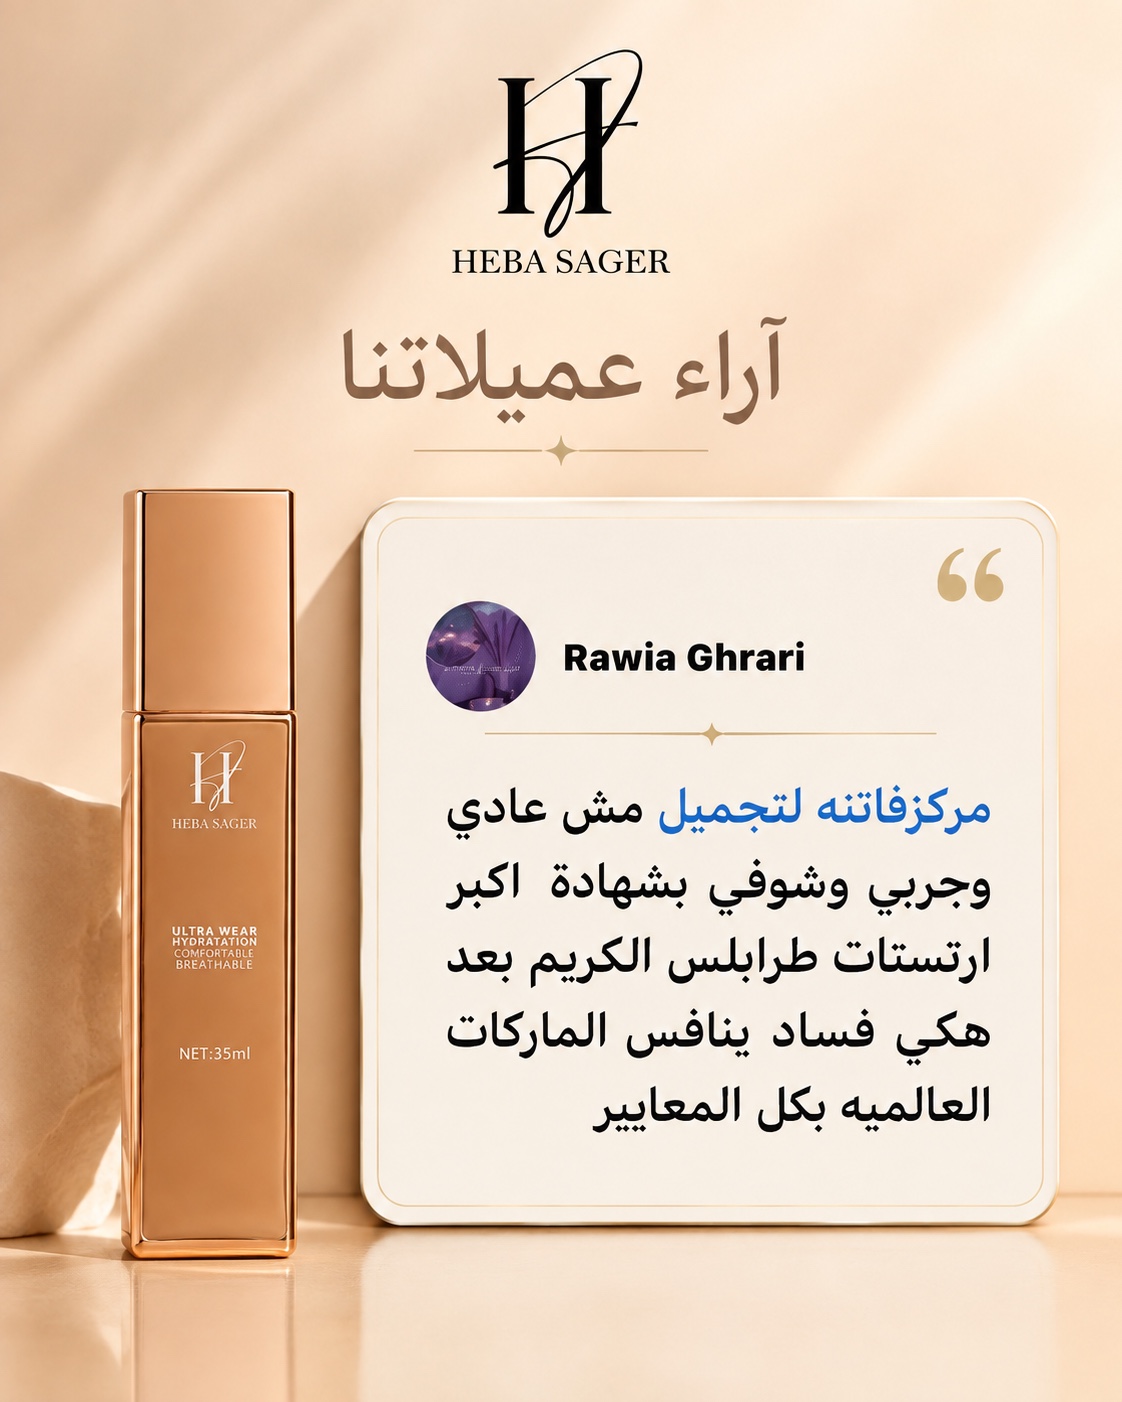 HEBA SAGER
آراء عميلاتنا
Rawia Ghrari
مركزفاتنه لتجميل مش عادي
وجربي وشوفي بشهادة اكبر
ارتستات طرابلس الكريم بعد
هكي فساد ينافس الماركات
العالميه بكل المعايير
HEBA SAGER
ULTRA WEAR
HYDRATATION
COMFORTABLE
BREATHABLE
NET:35ml